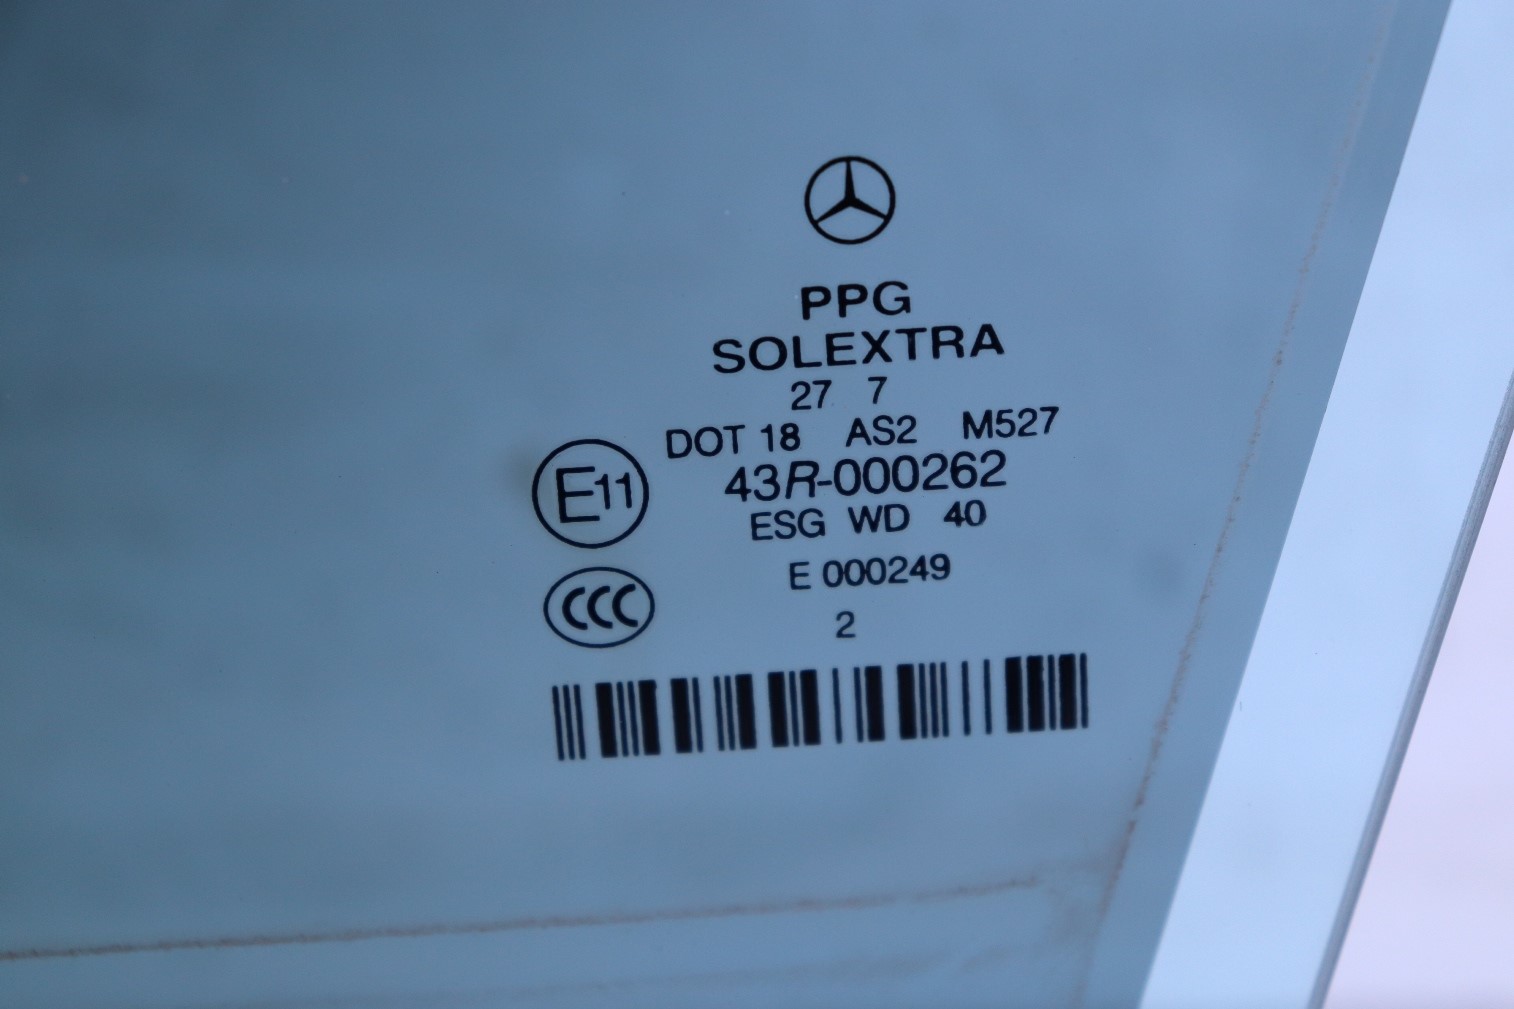 PPG
SOLEXTRA
27 7
DOT 18 AS2 M527
E11
43R-000262
ESG WD 40
E 000249
CCC
2